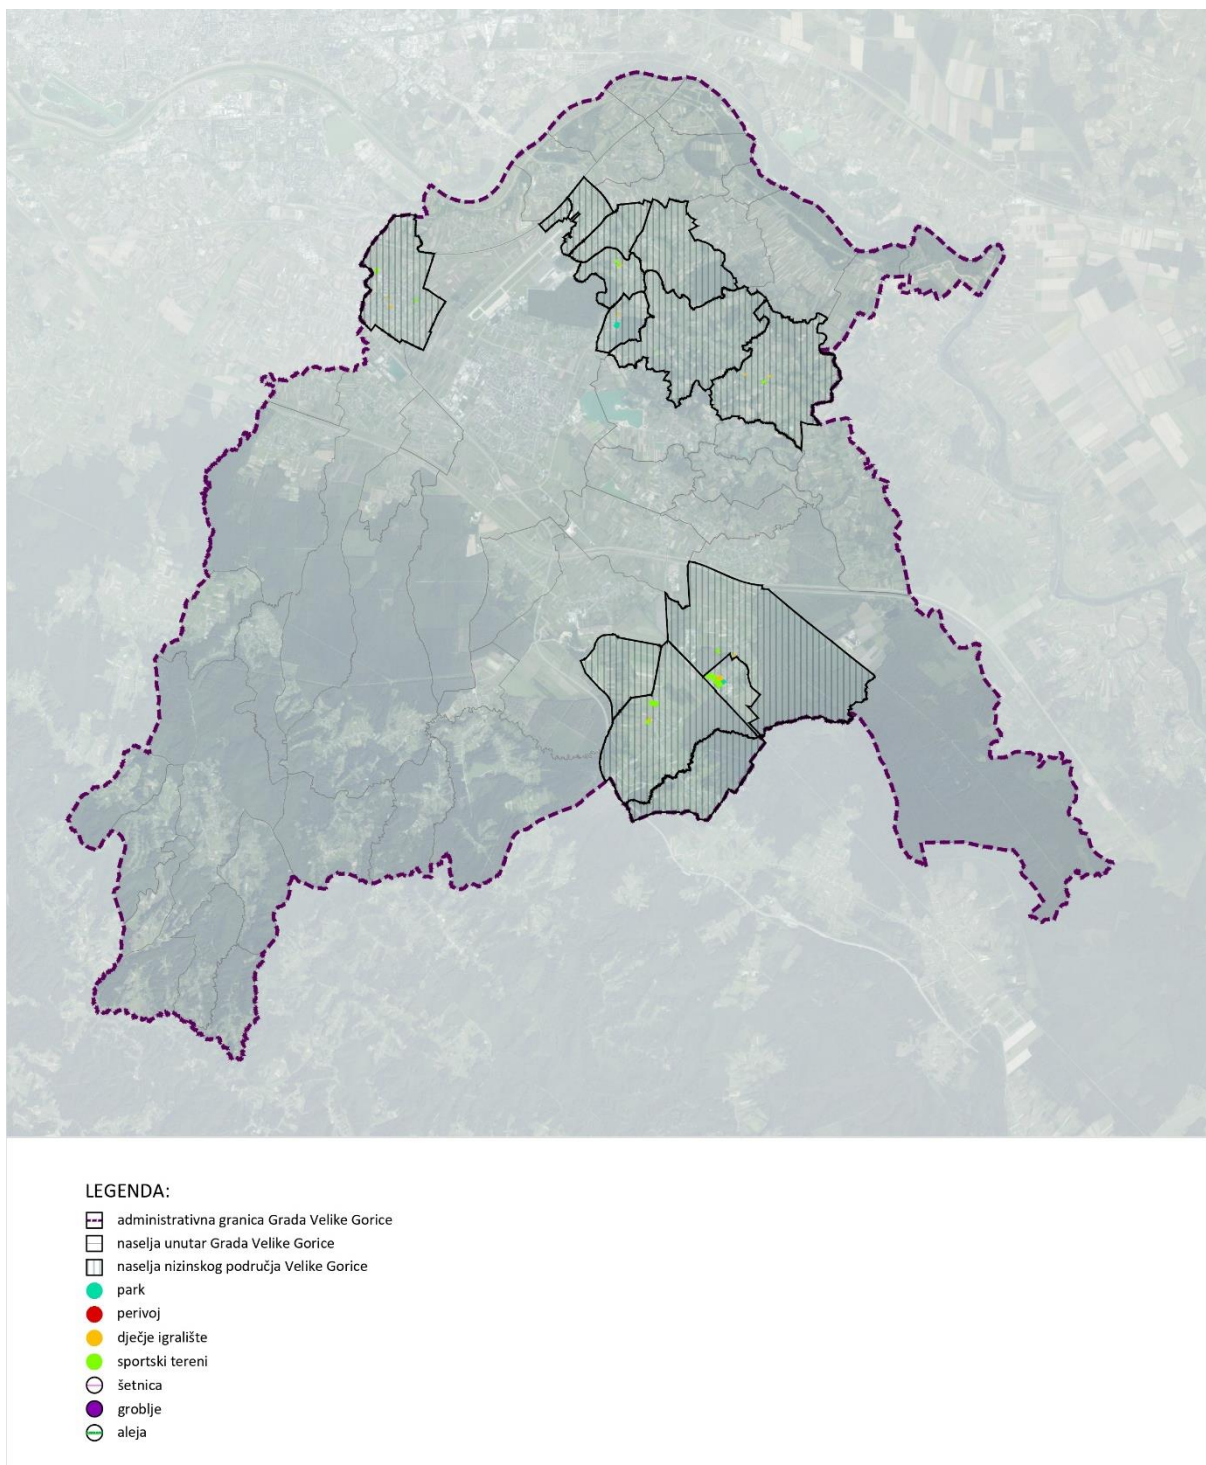 LEGENDA:
administrativna granica Grada Velike Gorice
naselja unutar Grada Velike Gorice
naselja nizinskog područja Velike Gorice
park
perivoj
dječje igralište
sportski tereni
šetnica
groblje
aleja